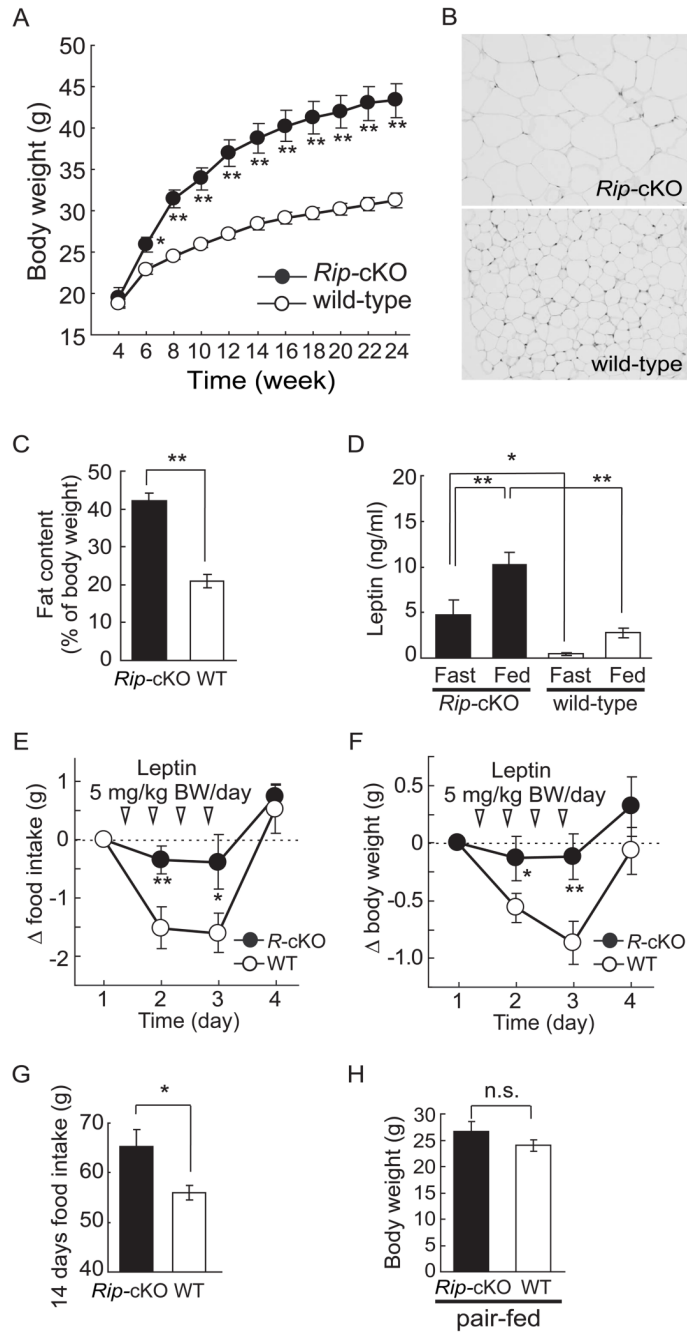 A
Body weight (g)
45
40
35
30
25
20
15
*
**
**
**
**
**
**
**
**
**
Rip-cKO
wild-type
4 6 8 10 12 14 16 18 20 22 24
Time (week)
B
Rip-cKO
wild-type
C
Fat content
(% of body weight)
50
40
30
20
10
0
**
Rip-cKO WT
D
Leptin (ng/ml)
20
15
10
5
0
*
**
**
Fast Fed Fast Fed
Rip-cKO wild-type
E
Δ food intake (g)
1
0
-1
-2
Leptin
5 mg/kg BW/day
**
*
R-cKO
WT
1 2 3 4
Time (day)
F
Δ body weight (g)
0.5
0
-0.5
-1.0
Leptin
5 mg/kg BW/day
*
**
R-cKO
WT
1 2 3 4
Time (day)
G
14 days food intake (g)
70
60
50
40
*
Rip-cKO WT
H
Body weight (g)
30
25
20
15
10
5
0
n.s.
Rip-cKO WT
pair-fed